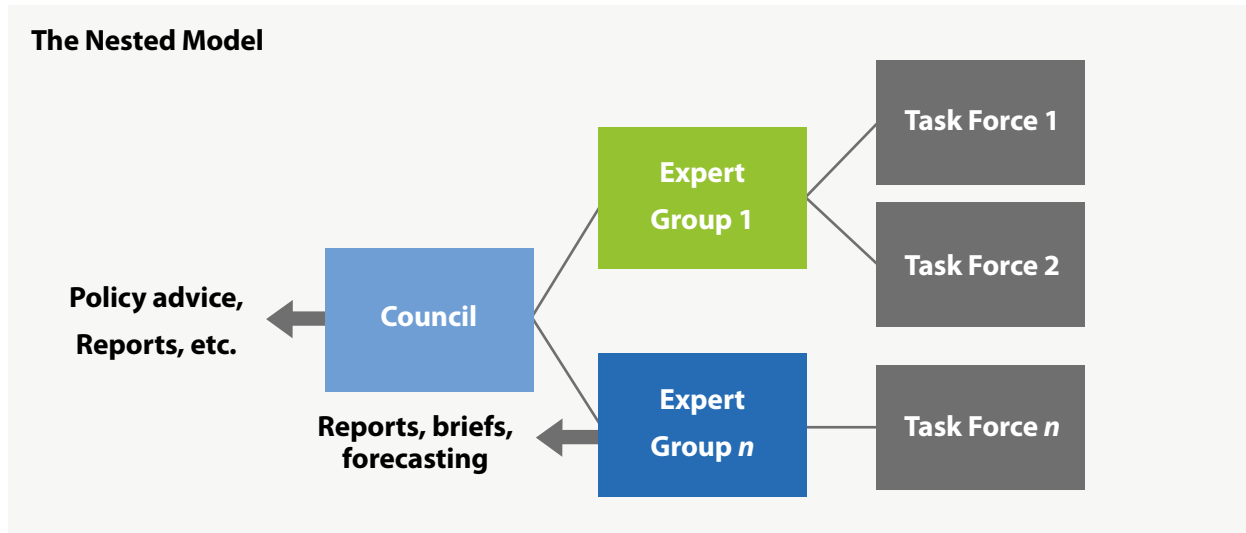 The Nested Model
Task Force 1
Expert
Group 1
Task Force 2
Policy advice,
Reports, etc.
Council
Expert
Group n
Reports, briefs,
forecasting
Task Force n